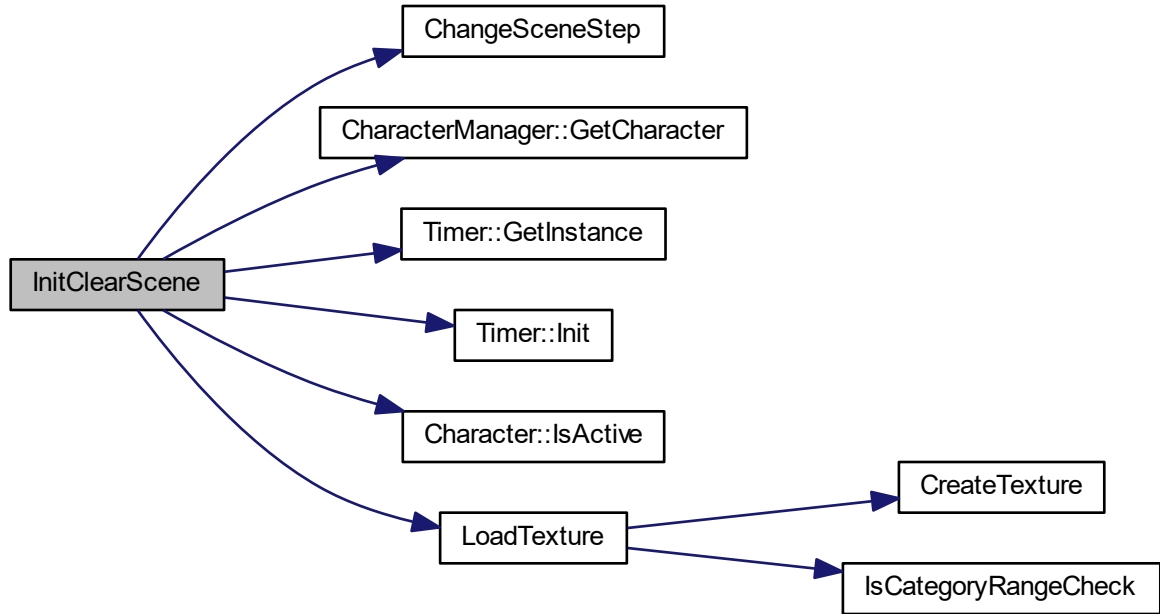 ChangeSceneStep
CharacterManager::GetCharacter
Timer::GetInstance
InitClearScene
Timer::Init
Character::IsActive
CreateTexture
LoadTexture
IsCategoryRangeCheck